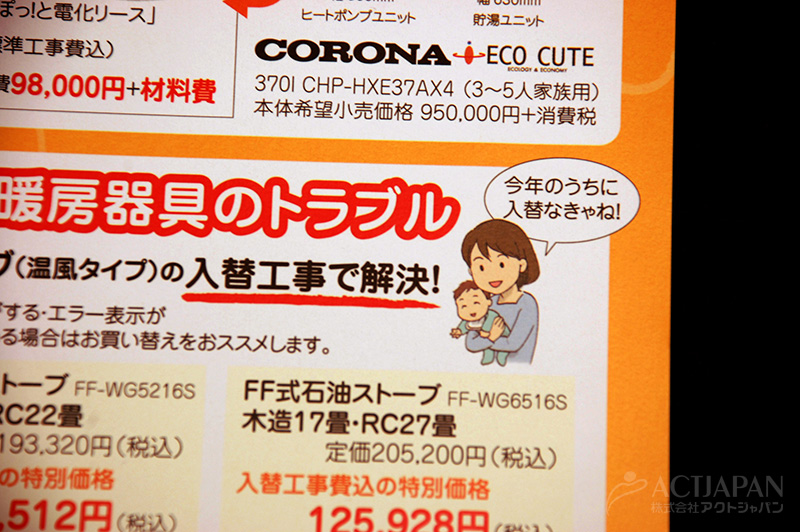 ぽっ!と電化リース」
標準工事費込)
費98,000円+材料費
ヒートポンプユニット
貯湯ユニット
CORONA ECO CUTE
ECOLOGY & ECONOMY
370l CHP-HXE37AX4（3〜5人家族用）
本体希望小売価格 950,000円+消費税
暖房器具のトラブル
今年のうちに
入替なきゃね!
ブ(温風タイプ)の入替工事で解決!
する・エラー表示が
る場合はお買い替えをおススメします。
トーブ FF-WG5216S
RC22畳
193,320円(税込)
の特別価格
,512円(税込)
FF式石油ストーブ FF-WG6516S
木造17畳・RC27畳
定価205,200円(税込)
入替工事費込の特別価格
125,928円(税込)
ACTJAPAN
株式会社アクトジャパン